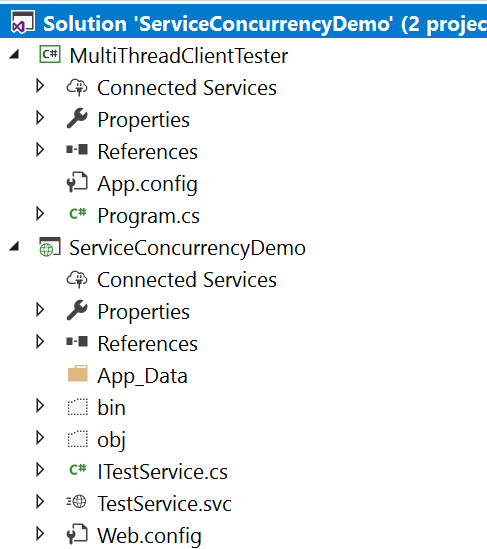 Solution 'ServiceConcurrencyDemo' (2 projec
MultiThreadClientTester
Connected Services
Properties
References
App.config
C# Program.cs
ServiceConcurrencyDemo
Connected Services
Properties
References
App_Data
bin
obj
C# ITestService.cs
TestService.svc
Web.config